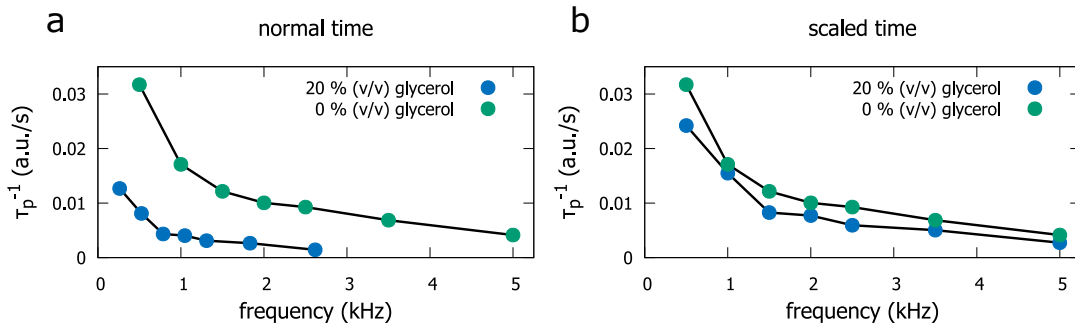 a
normal time
20 % (v/v) glycerol
0 % (v/v) glycerol
0.03
0.02
0.01
0
τp⁻¹ (a.u./s)
0 1 2 3 4 5
frequency (kHz)
b
scaled time
20 % (v/v) glycerol
0 % (v/v) glycerol
0.03
0.02
0.01
0
τp⁻¹ (a.u./s)
0 1 2 3 4 5
frequency (kHz)